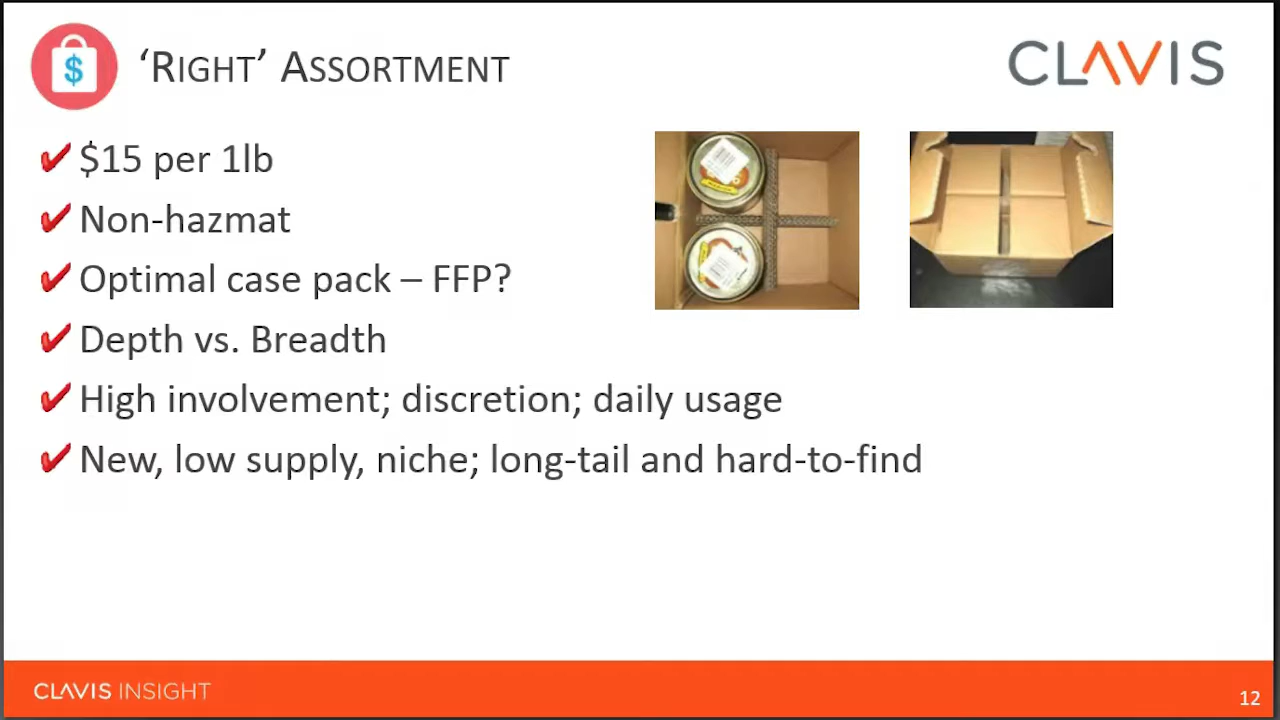 ‘RIGHT’ ASSORTMENT
CLAVIS
$
✔ $15 per 1lb
✔ Non-hazmat
✔ Optimal case pack – FFP?
✔ Depth vs. Breadth
✔ High involvement; discretion; daily usage
✔ New, low supply, niche; long-tail and hard-to-find
CLAVIS INSIGHT
12